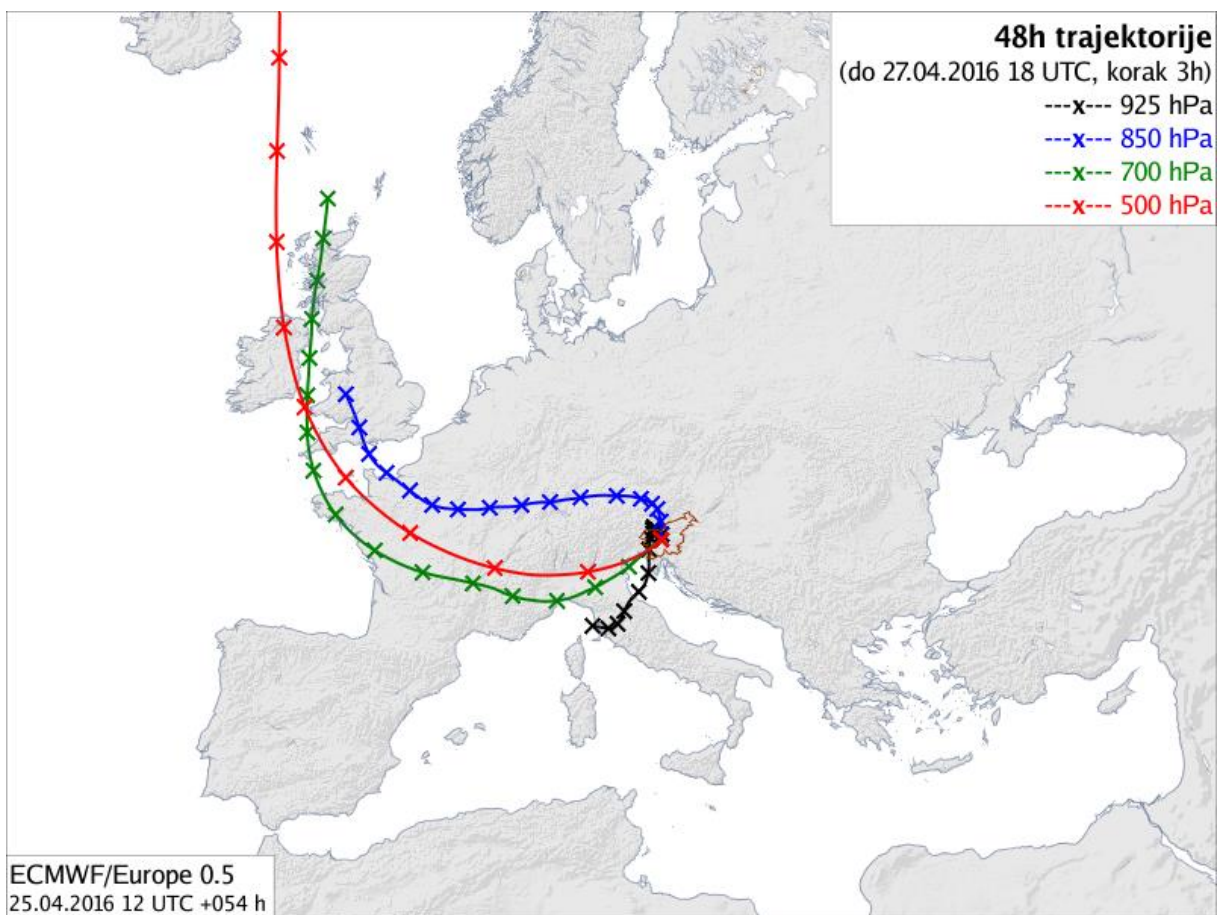 48h trajektorije
(do 27.04.2016 18 UTC, korak 3h)
---x--- 925 hPa
---x--- 850 hPa
---x--- 700 hPa
---x--- 500 hPa
ECMWF/Europe 0.5
25.04.2016 12 UTC +054 h